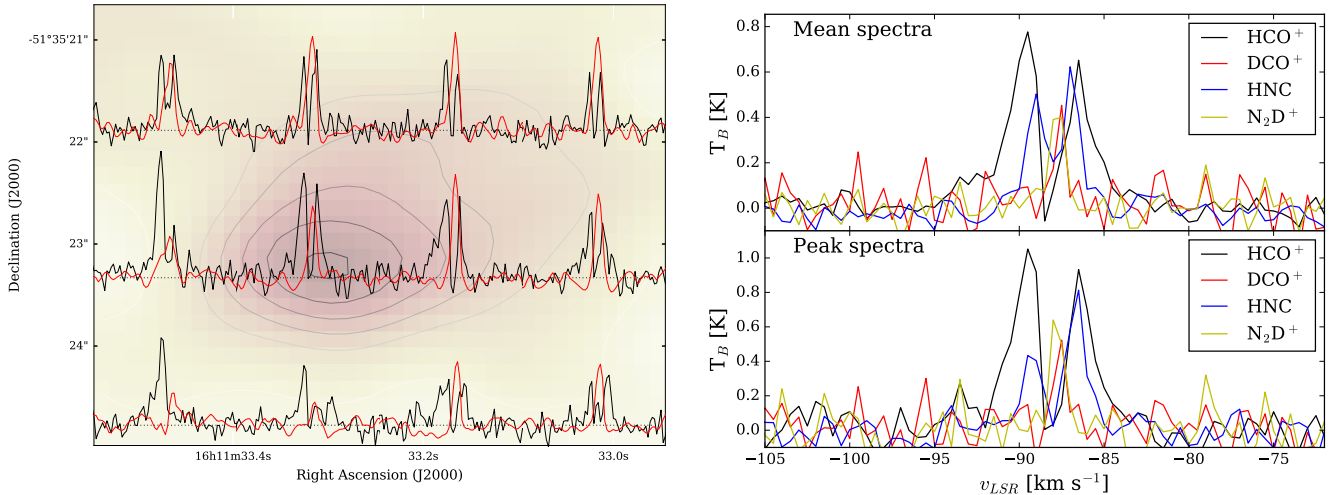 -51°35'21"
22"
23"
24"
Declination (J2000)
16h11m33.4s
33.2s
33.0s
Right Ascension (J2000)
Mean spectra
HCO⁺
DCO⁺
HNC
N₂D⁺
0.8
0.6
0.4
0.2
0.0
T_B [K]
Peak spectra
HCO⁺
DCO⁺
HNC
N₂D⁺
1.0
0.8
0.6
0.4
0.2
0.0
T_B [K]
−105
−100
−95
−90
−85
−80
−75
v_LSR [km s⁻¹]